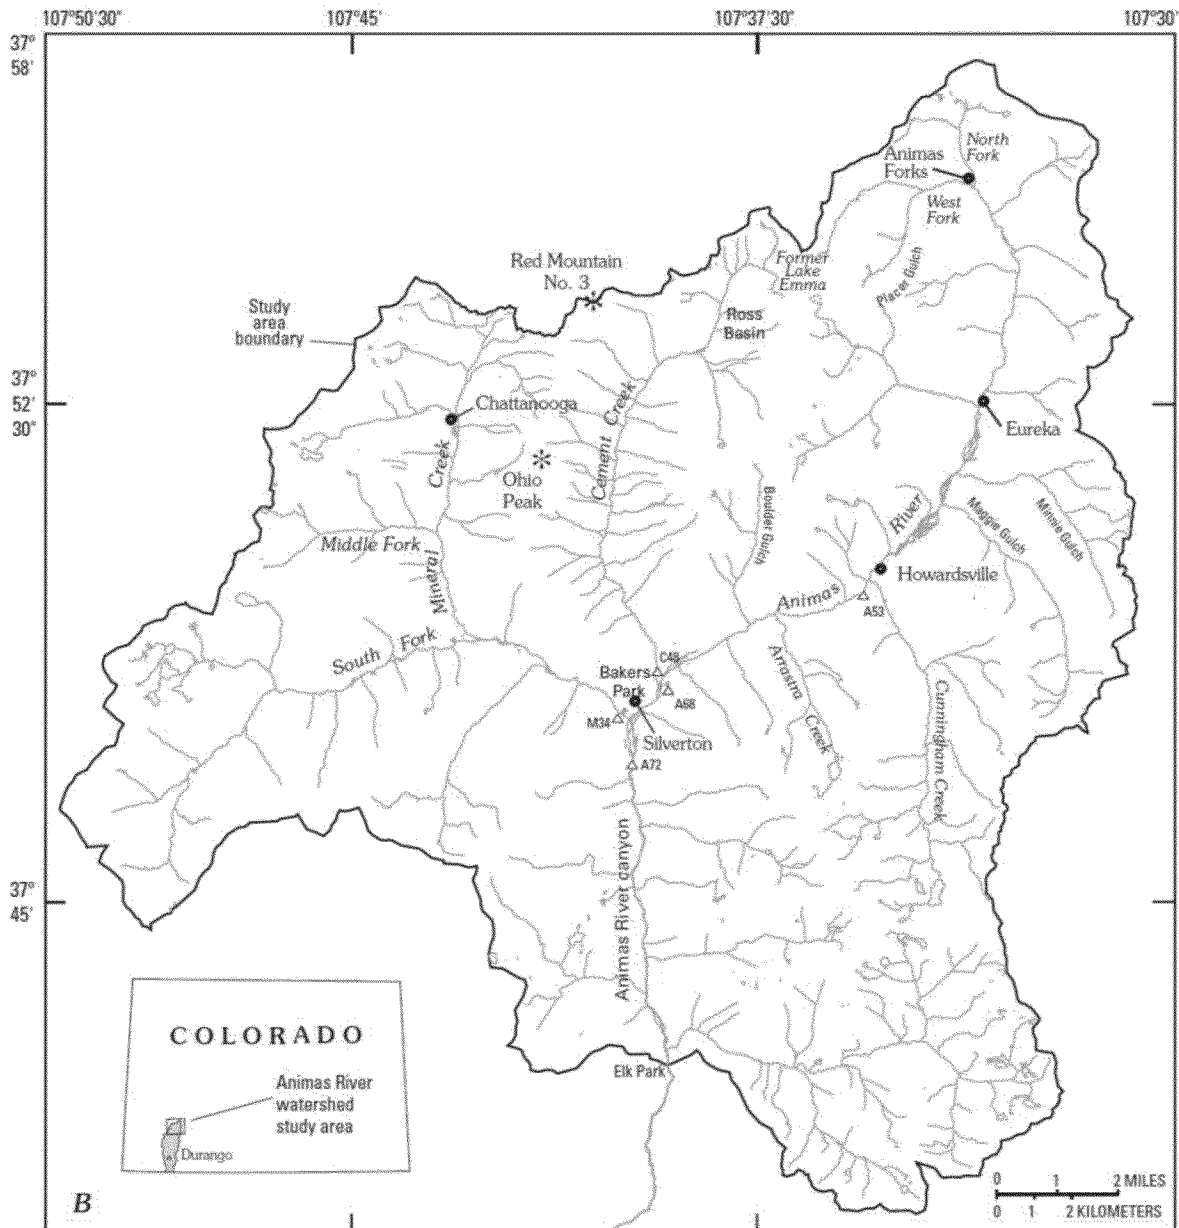 107°50'30"
107°45'
107°37'30"
107°30'
37°
58'
North
Fork
Animas
Forks
West
Fork
Red Mountain
No. 3
Former
Lake
Emma
Placer Gulch
Study
area
boundary
Ross
Basin
37°
52'
30"
Chattanooga
Cement Creek
Eureka
Creek
Ohio
Peak
Boulder Gulch
River
Maggie Gulch
Minnie Gulch
Middle Fork
Mineral
Howardsville
Animas
A53
South Fork
C48
Bakers
Park
A68
Arrastra
Creek
Cunningham Creek
M34
Silverton
A72
Animas River canyon
37°
45'
COLORADO
Animas River
watershed
study area
Durango
Elk Park
B
0 1 2 MILES
0 1 2 KILOMETERS